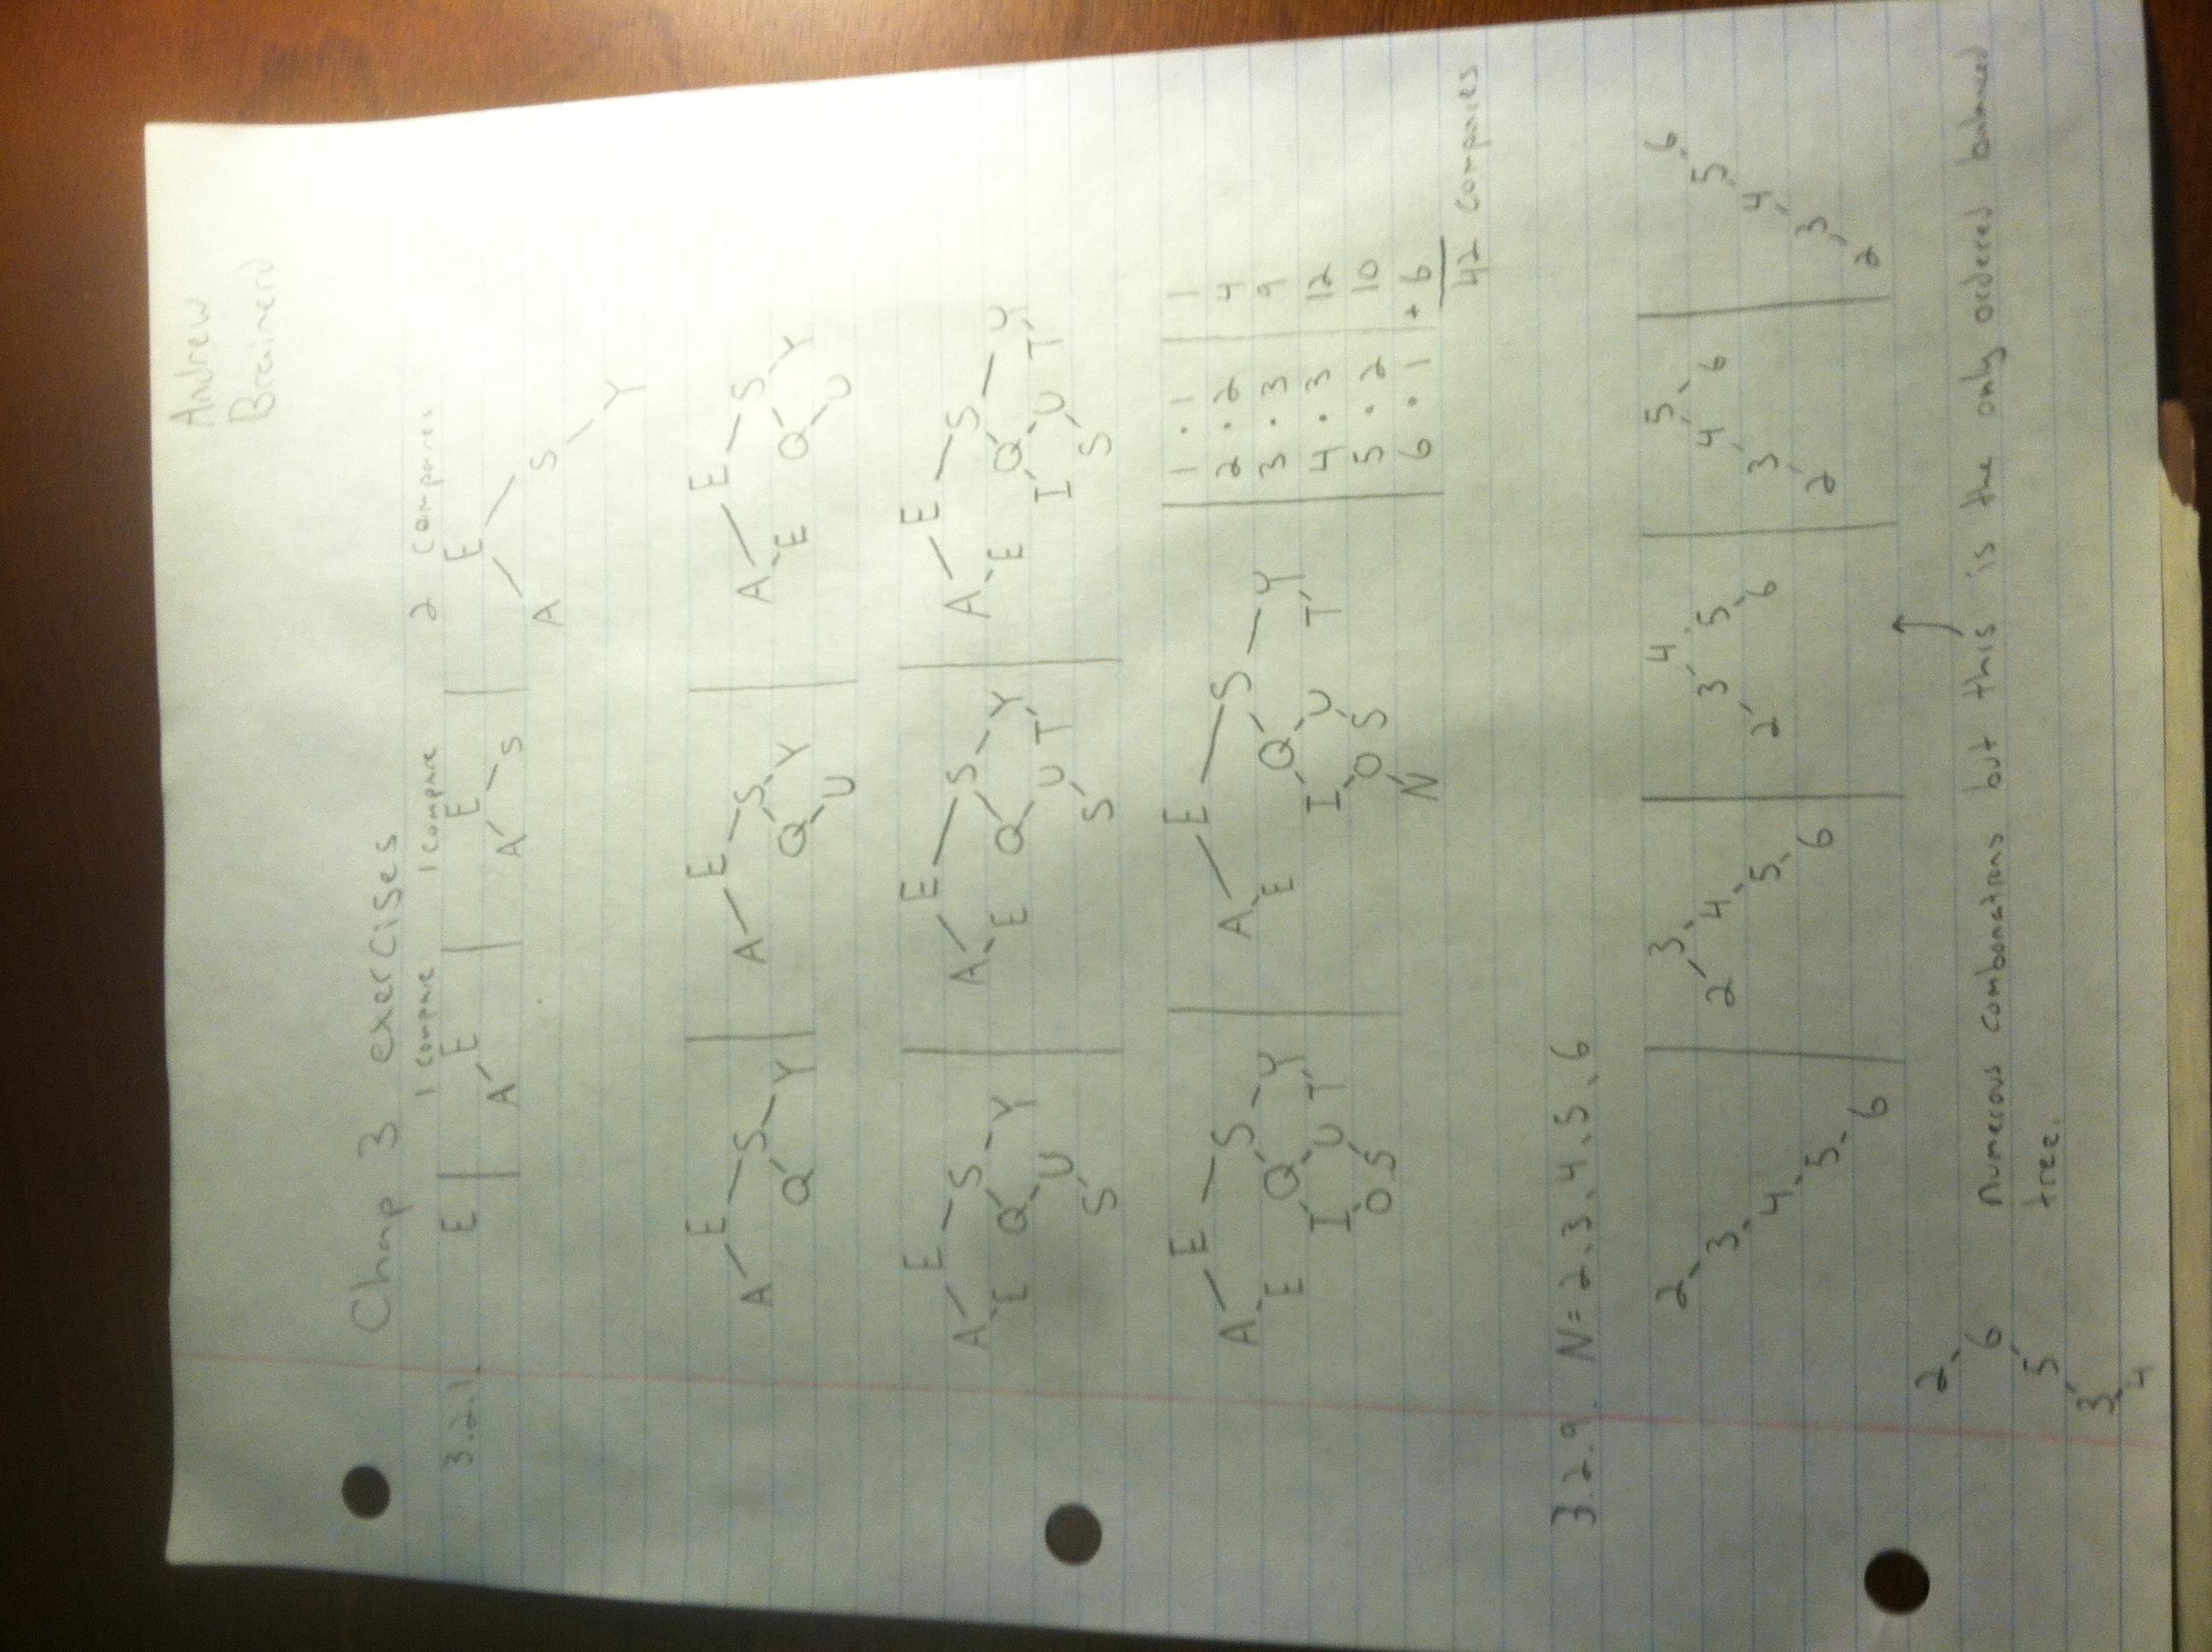 Andrew
Brainerd
Chap 3 exercises
1 compare 1 compare 2 compares
3.2.1. E | E | E | E
A A S A S
Y
E | E | E
A S A S A S
Q Y Q Y E Q Y
U U
E | E | E
A S A S A S
E Q Y E Q Y E Q Y
U U T I U T
S S S
E | E | 1 · 1 | 1
A S A S 2 · 2 | 4
E Q Y E Q Y 3 · 3 | 9
I U T I U T 4 · 3 | 12
O S O S 5 · 2 | 10
N 6 · 1 | + 6
42 compares
3.2.9. N = 2, 3, 4, 5, 6
2 | 3 | 4 | 5 | 6
3 2 4 3 5 4 6 5
4 5 2 6 3 4
5 6 2 3
6 2
2
6 numerous combonations but this is the only ordered balanced
5 tree.
3
4